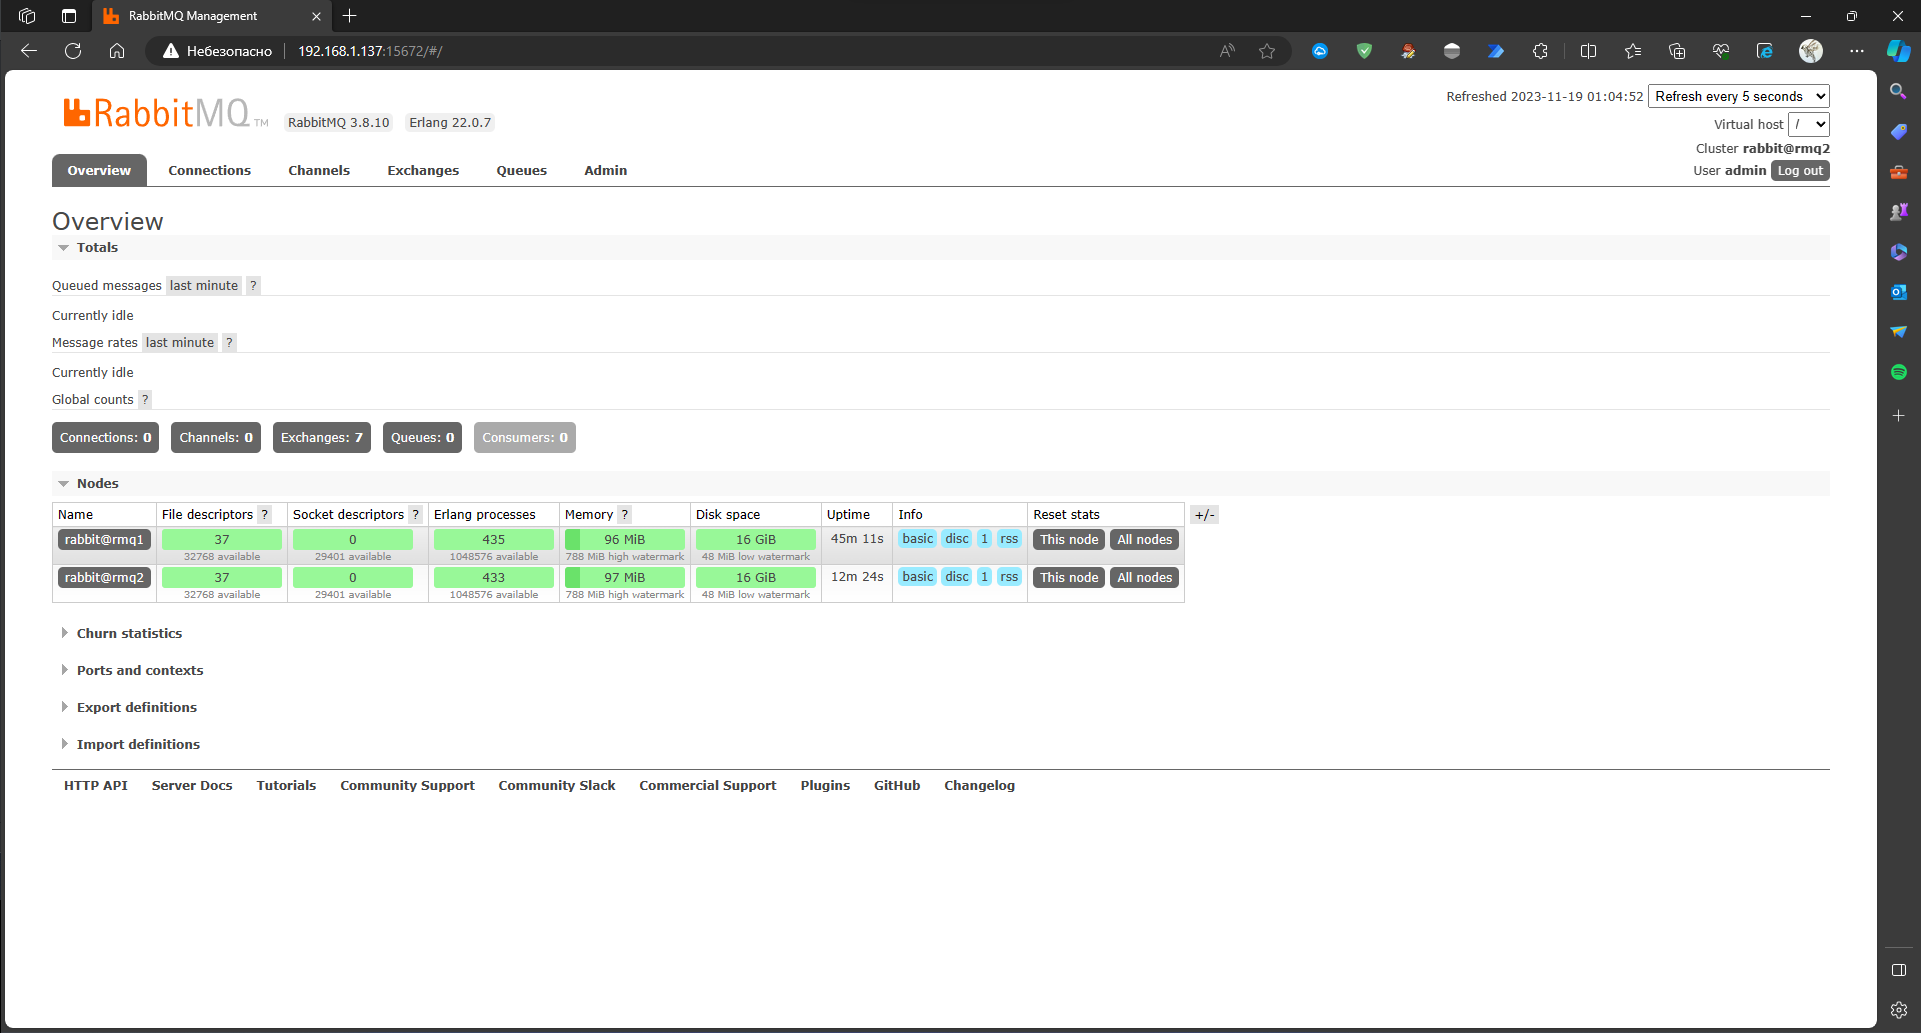 RabbitMQ Management
Небезопасно 192.168.1.137:15672/#/
RabbitMQ TM RabbitMQ 3.8.10 Erlang 22.0.7
Refreshed 2023-11-19 01:04:52 Refresh every 5 seconds
Virtual host /
Cluster rabbit@rmq2
User admin Log out
Overview Connections Channels Exchanges Queues Admin
Overview
Totals
Queued messages last minute ?
Currently idle
Message rates last minute ?
Currently idle
Global counts ?
Connections: 0 Channels: 0 Exchanges: 7 Queues: 0 Consumers: 0
Nodes
Name File descriptors ? Socket descriptors ? Erlang processes Memory ? Disk space Uptime Info Reset stats +/-
rabbit@rmq1 37 0 435 96 MiB 16 GiB 45m 11s basic disc 1 rss This node All nodes
32768 available 29401 available 1048576 available 788 MiB high watermark 48 MiB low watermark
rabbit@rmq2 37 0 433 97 MiB 16 GiB 12m 24s basic disc 1 rss This node All nodes
32768 available 29401 available 1048576 available 788 MiB high watermark 48 MiB low watermark
Churn statistics
Ports and contexts
Export definitions
Import definitions
HTTP API Server Docs Tutorials Community Support Community Slack Commercial Support Plugins GitHub Changelog